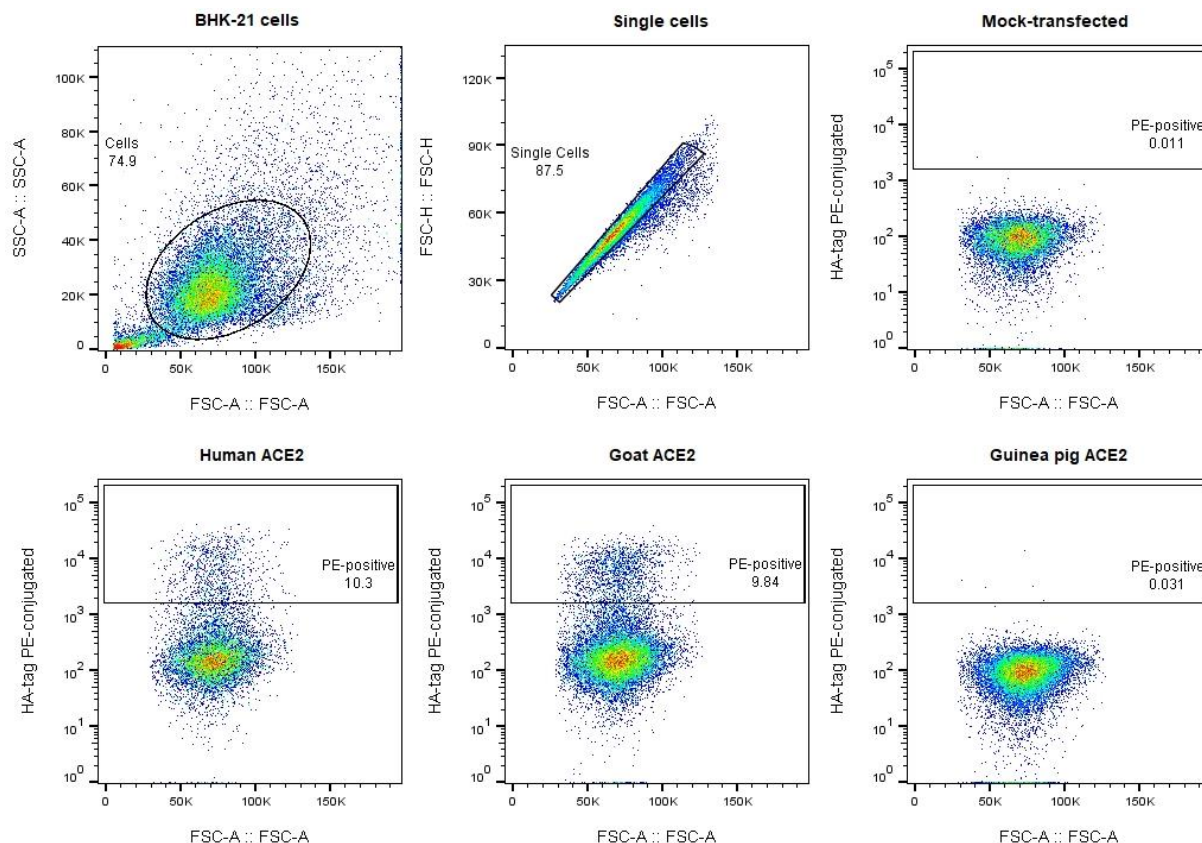 BHK-21 cells
SSC-A :: SSC-A
100K
80K
60K
40K
20K
0
Cells
74.9
0
50K
100K
150K
FSC-A :: FSC-A
Single cells
FSC-H :: FSC-H
120K
90K
60K
30K
0
Single Cells
87.5
0
50K
100K
150K
FSC-A :: FSC-A
Mock-transfected
HA-tag PE-conjugated
10^5
10^4
10^3
10^2
10^1
10^0
PE-positive
0.011
0
50K
100K
150K
FSC-A :: FSC-A
Human ACE2
HA-tag PE-conjugated
10^5
10^4
10^3
10^2
10^1
10^0
PE-positive
10.3
0
50K
100K
150K
FSC-A :: FSC-A
Goat ACE2
HA-tag PE-conjugated
10^5
10^4
10^3
10^2
10^1
10^0
PE-positive
9.84
0
50K
100K
150K
FSC-A :: FSC-A
Guinea pig ACE2
HA-tag PE-conjugated
10^5
10^4
10^3
10^2
10^1
10^0
PE-positive
0.031
0
50K
100K
150K
FSC-A :: FSC-A